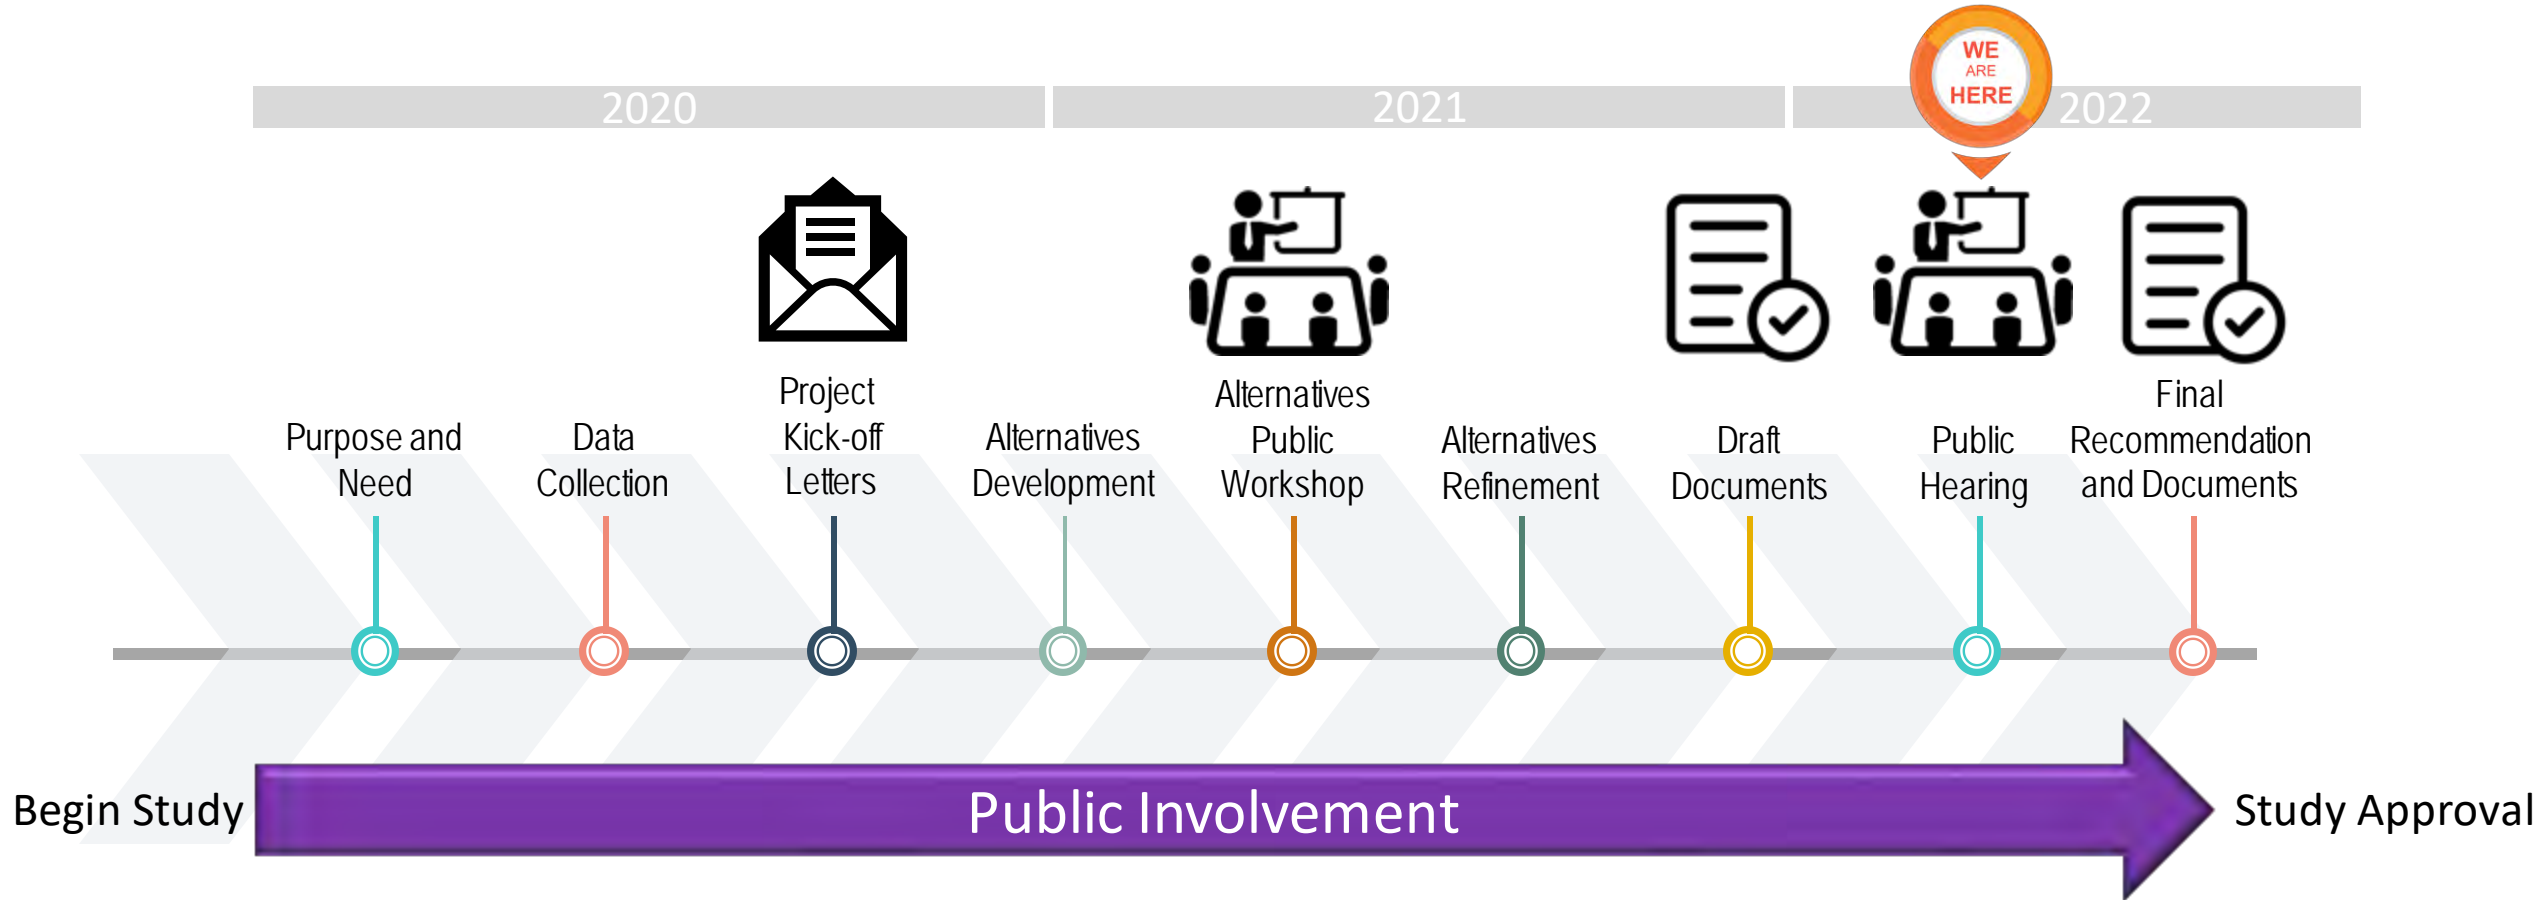 2020
2021
2022
WE
ARE
HERE
Purpose and
Need
Data
Collection
Project
Kick-off
Letters
Alternatives
Development
Alternatives
Public
Workshop
Alternatives
Refinement
Draft
Documents
Public
Hearing
Final
Recommendation
and Documents
Begin Study
Public Involvement
Study Approval